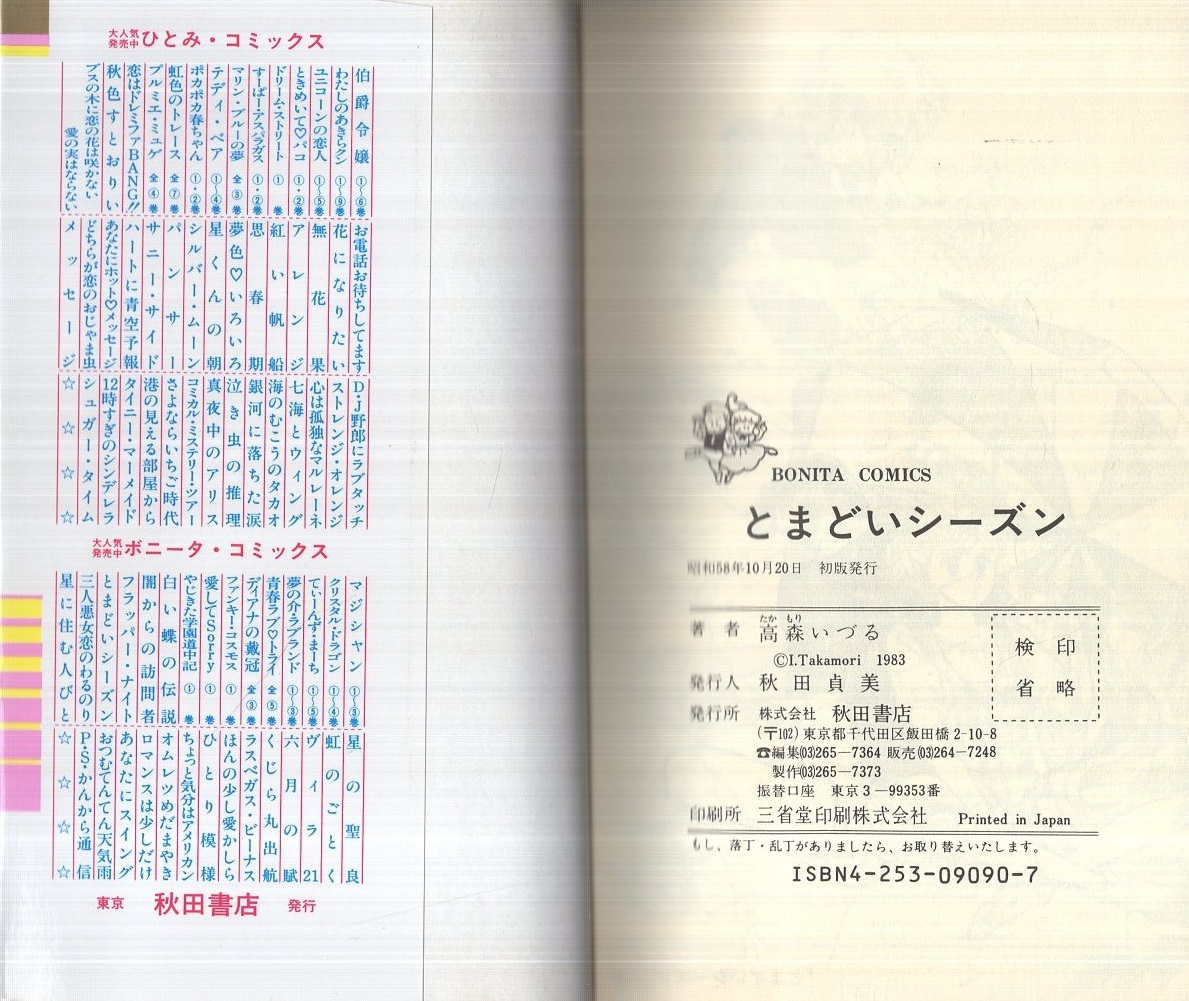 大人気
発売中
ひとみ・コミックス
伯爵令嬢 ①〜⑥巻
わたしのあきらクン ①〜⑨巻
ユニコーンの恋人 ①〜⑤巻
ときめいて♡パコ ①・②巻
ドリーム・ストリート ① 巻
すーぱー・アスパラガス ①・②巻
マリン・ブルーの夢 全③巻
テディ・ベア ①〜④巻
ポカポカ春ちゃん ①・②巻
虹色のトレース 全⑦巻
プルミエ・ミュゲ 全④巻
恋はドレミファBANG!!
秋色すとおりい
ブスの木に恋の花は咲かない
愛の実はならない
お電話お待ちしてます
花になりたい
無花果
アレンジ
紅い帆船
思春期
夢色♡いろいろ
星くんの朝
シルバー・ムーン
パンサー
サニー・サイド
ハートに青空予報
あなたにホット♡メッセージ
どちらが恋のおじゃま虫
メッセージ
D・J野郎にラブタッチ
ストレンジ・オレンジ
心は孤独なマルレーネ
七海とウィング
海のむこうのタカオ
銀河に落ちた涙
泣き虫の推理
真夜中のアリス
コミカル・ミステリー・ツアー
さよならいちご時代
港の見える部屋から
タイニー・マーメイド
12時すぎのシンデレラ
シュガー・タイム
☆☆☆☆
大人気
発売中
ボニータ・コミックス
マジシャン ①〜③巻
クリスタル・ドラゴン ①〜④巻
てぃーんず・まーち ①〜⑤巻
夢の介・ラブランド ①〜③巻
青春ラブ♡トライ 全⑤巻
ディアナの戴冠 全③巻
ファンキー・コスモス ① 巻
愛してSorry ① 巻
やじきた学園道中記 ① 巻
白い蝶の伝説
闇からの訪問者
フラッパー・ナイト
とまどいシーズン
三人悪女恋のわるのり
星に住む人びと
星の聖良
虹のごとく
ヴィラ21
六月の賦
くじら丸出航
ラスベガス・ビーナス
ほんの少し愛かしら
ひとり模様
ちょっと気分はアメリカン
オムレツめだまやき
ロマンスは少しだけ
あなたにスイング
おつむてんてん天気雨
P・S・かんから通信
☆☆☆☆
東京 秋田書店 発行
BONITA COMICS
とまどいシーズン
昭和58年10月20日 初版発行
著者 高森いづる
たか もり
©I.Takamori 1983
発行人 秋田貞美
発行所 株式会社 秋田書店
(〒102) 東京都千代田区飯田橋 2-10-8
☎編集(03)265―7364 販売(03)264―7248
製作(03)265―7373
振替口座 東京3―99353番
印刷所 三省堂印刷株式会社 Printed in Japan
検印
省略
もし、落丁・乱丁がありましたら、お取り替えいたします。
ISBN4-253-09090-7